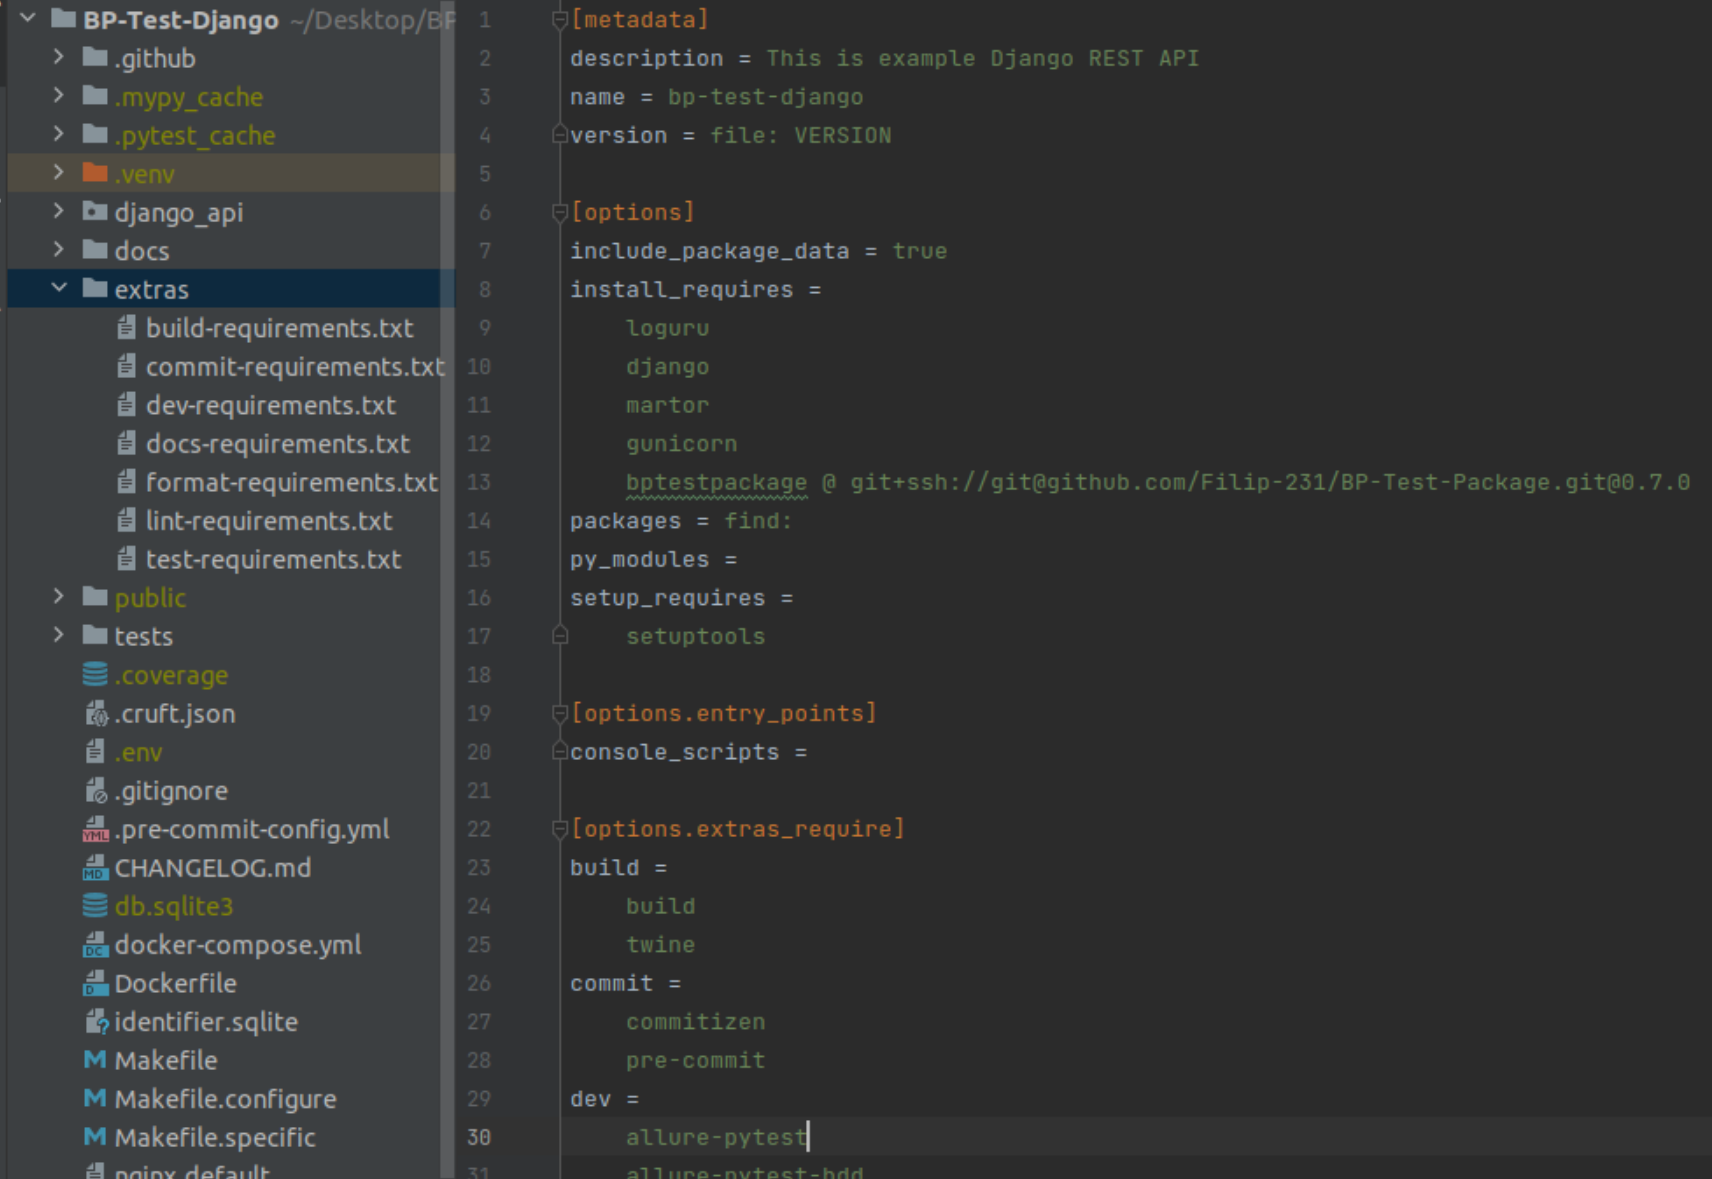 BP-Test-Django ~/Desktop/BP
.github
.mypy_cache
.pytest_cache
.venv
django_api
docs
extras
build-requirements.txt
commit-requirements.txt
dev-requirements.txt
docs-requirements.txt
format-requirements.txt
lint-requirements.txt
test-requirements.txt
public
tests
.coverage
.cruft.json
.env
.gitignore
.pre-commit-config.yml
CHANGELOG.md
db.sqlite3
docker-compose.yml
Dockerfile
identifier.sqlite
Makefile
Makefile.configure
Makefile.specific
nginx.default
1 [metadata]
2 description = This is example Django REST API
3 name = bp-test-django
4 version = file: VERSION
5
6 [options]
7 include_package_data = true
8 install_requires =
9 loguru
10 django
11 martor
12 gunicorn
13 bptestpackage @ git+ssh://git@github.com/Filip-231/BP-Test-Package.git@0.7.0
14 packages = find:
15 py_modules =
16 setup_requires =
17 setuptools
18
19 [options.entry_points]
20 console_scripts =
21
22 [options.extras_require]
23 build =
24 build
25 twine
26 commit =
27 commitizen
28 pre-commit
29 dev =
30 allure-pytest
31 allure-pytest-bdd